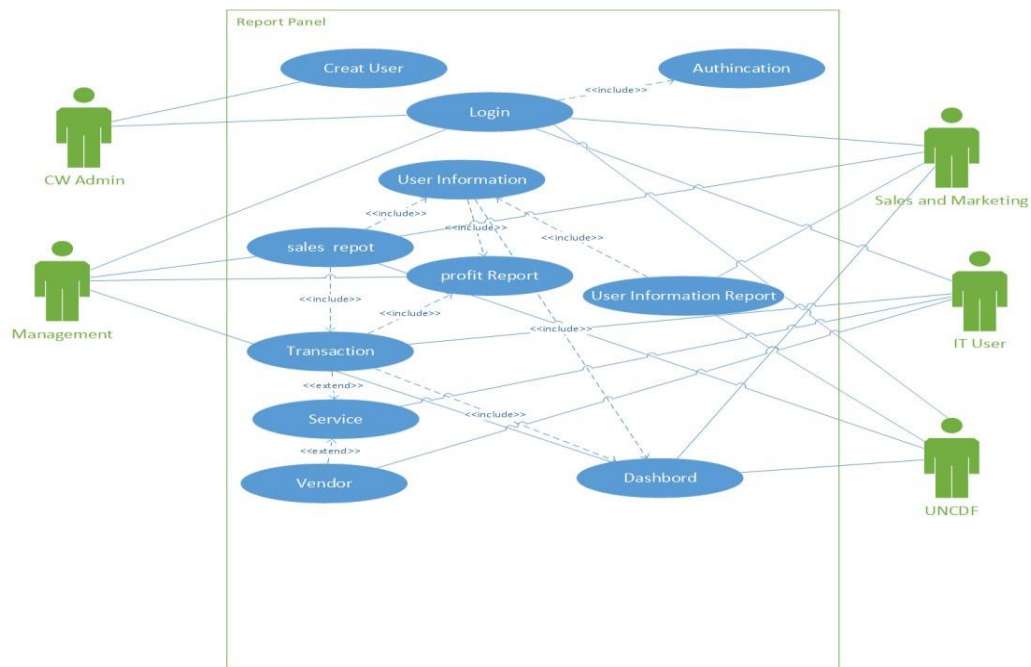 Report Panel
Creat User
Authincation
<<include>>
Login
CW Admin
User Information
Sales and Marketing
<<include>>
<<include>>
<<include>>
sales repot
profit Report
User Information Report
<<include>>
<<include>>
<<include>>
Management
IT User
Transaction
<<extend>>
Service
<<include>>
<<extend>>
Vendor
Dashbord
UNCDF